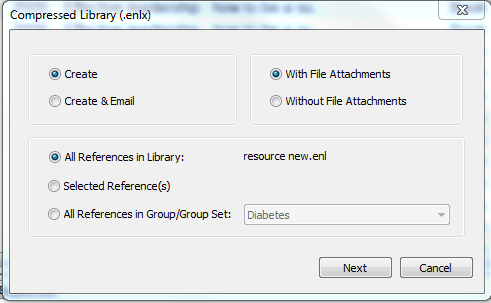 Compressed Library (.enlx)
Create
With File Attachments
Create & Email
Without File Attachments
All References in Library: resource new.enl
Selected Reference(s)
All References in Group/Group Set: Diabetes
Next Cancel